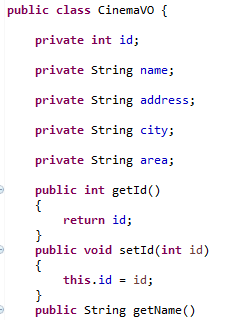 public class CinemaVO {
private int id;
private String name;
private String address;
private String city;
private String area;
public int getId()
{
return id;
}
public void setId(int id)
{
this.id = id;
}
public String getName()